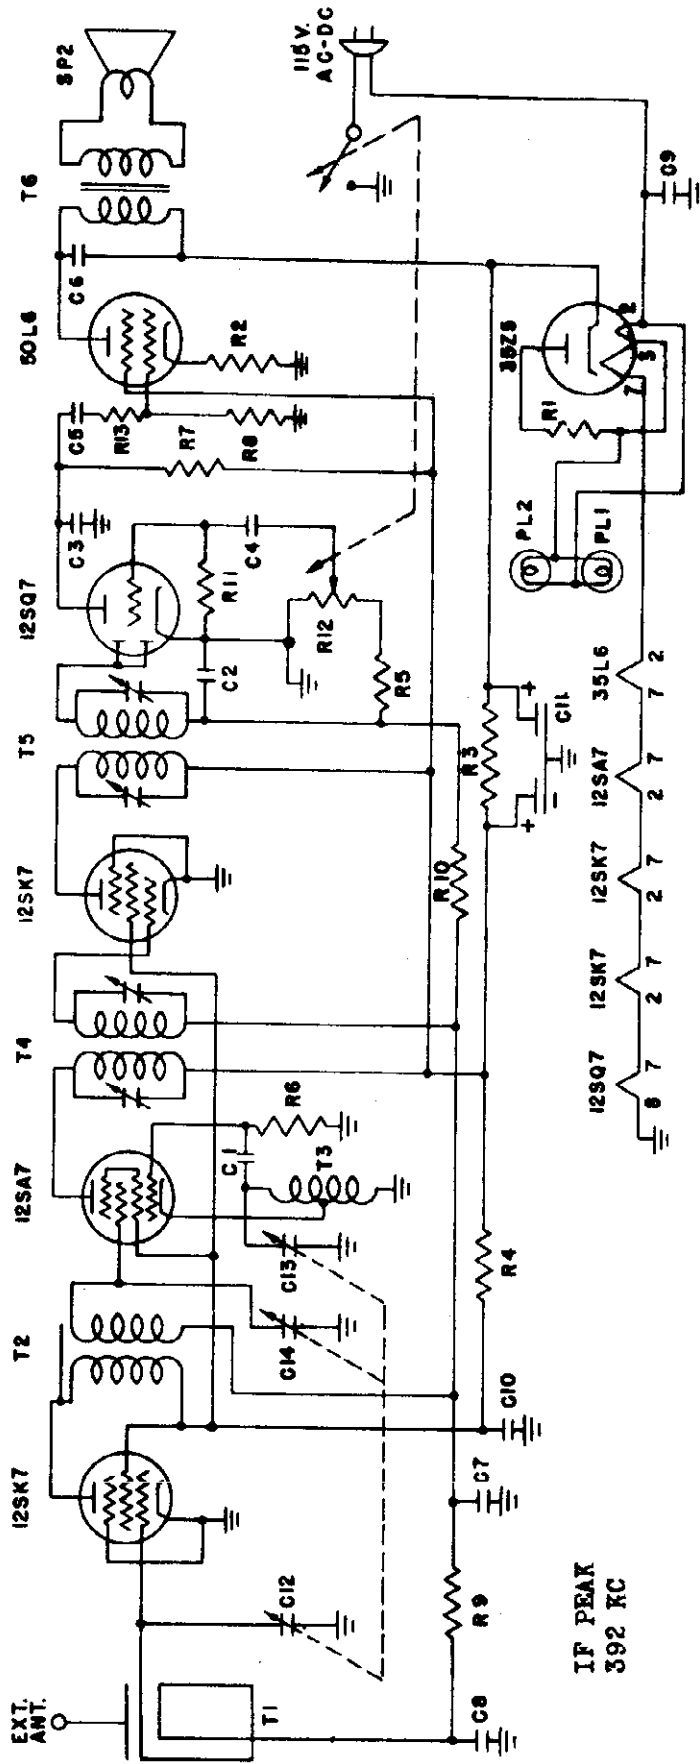 EXT.
ANT.
12SK7
T2
12SA7
T4
12SK7
T5
12SQ7
50L6
T6
SP2
C3
C5
R13
C6
R7
R8
R2
R11
C2
C4
R12
R5
C1
R6
T3
C12
C14
C13
T1
115V.
AC-DC
R10
R3
C8
R9
C7
C10
R4
+
-
+
C11
35Z5
R1
7
3
2
C9
PL2
PL1
12SQ7
12SK7
12SK7
12SA7
35L6
8 7
2 7
2 7
2 7
7 2
IF PEAK
392 KC